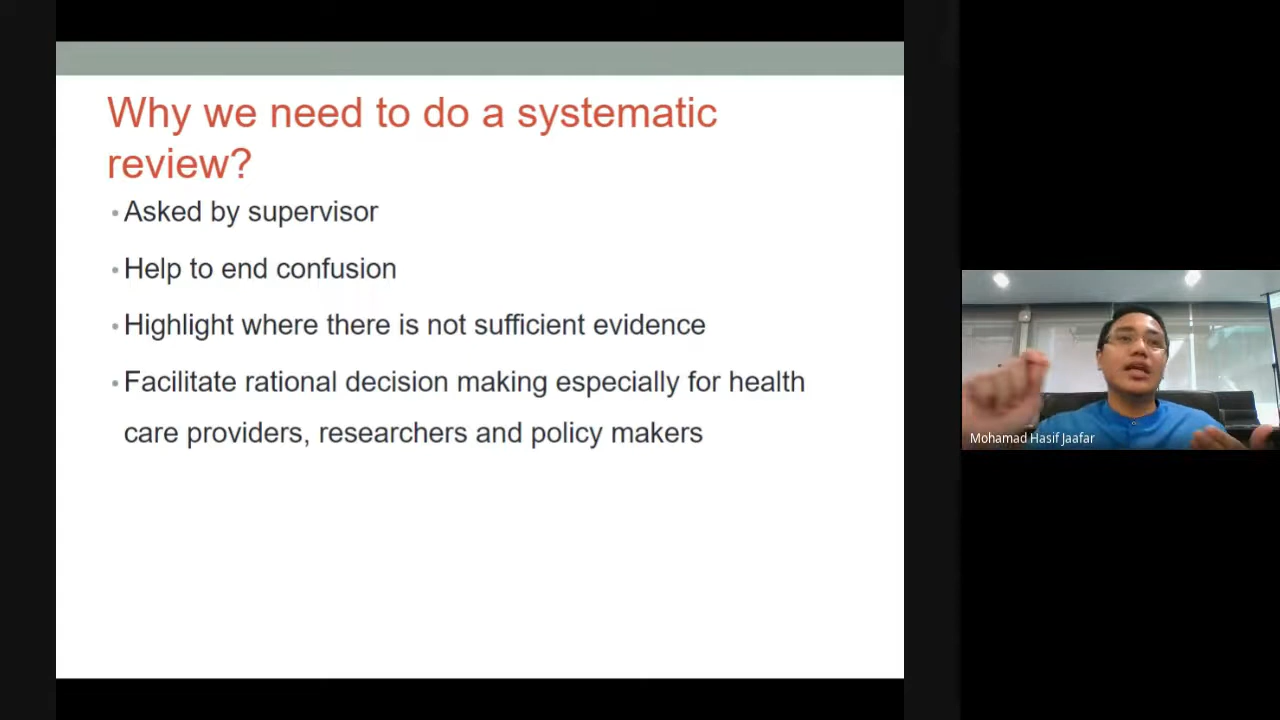 Why we need to do a systematic
review?
• Asked by supervisor
• Help to end confusion
• Highlight where there is not sufficient evidence
• Facilitate rational decision making especially for health
care providers, researchers and policy makers
Mohamad Hasif Jaafar